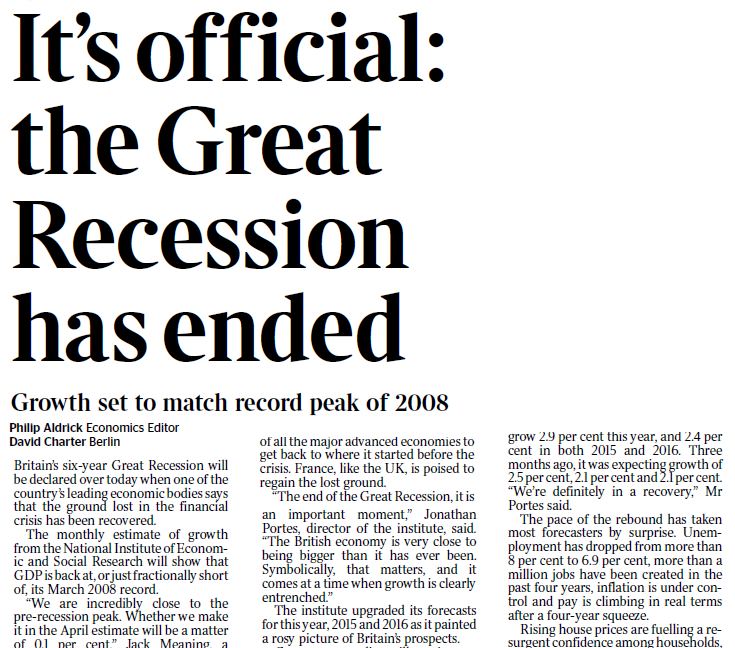 It's official:
the Great
Recession
has ended
Growth set to match record peak of 2008
Philip Aldrick Economics Editor
David Charter Berlin
Britain's six-year Great Recession will
be declared over today when one of the
country's leading economic bodies says
that the ground lost in the financial
crisis has been recovered.
The monthly estimate of growth
from the National Institute of Econom-
ic and Social Research will show that
GDP is back at, or just fractionally short
of, its March 2008 record.
"We are incredibly close to the
pre-recession peak. Whether we make
it in the April estimate will be a matter
of 0.1 per cent," Jack Meaning, a
of all the major advanced economies to
get back to where it started before the
crisis. France, like the UK, is poised to
regain the lost ground.
"The end of the Great Recession, it is
an important moment," Jonathan
Portes, director of the institute, said.
"The British economy is very close to
being bigger than it has ever been.
Symbolically, that matters, and it
comes at a time when growth is clearly
entrenched."
The institute upgraded its forecasts
for this year, 2015 and 2016 as it painted
a rosy picture of Britain's prospects.
grow 2.9 per cent this year, and 2.4 per
cent in both 2015 and 2016. Three
months ago, it was expecting growth of
2.5 per cent, 2.1 per cent and 2.1 per cent.
"We're definitely in a recovery," Mr
Portes said.
The pace of the rebound has taken
most forecasters by surprise. Unem-
ployment has dropped from more than
8 per cent to 6.9 per cent, more than a
million jobs have been created in the
past four years, inflation is under con-
trol and pay is climbing in real terms
after a four-year squeeze.
Rising house prices are fuelling a re-
surgent confidence among households,